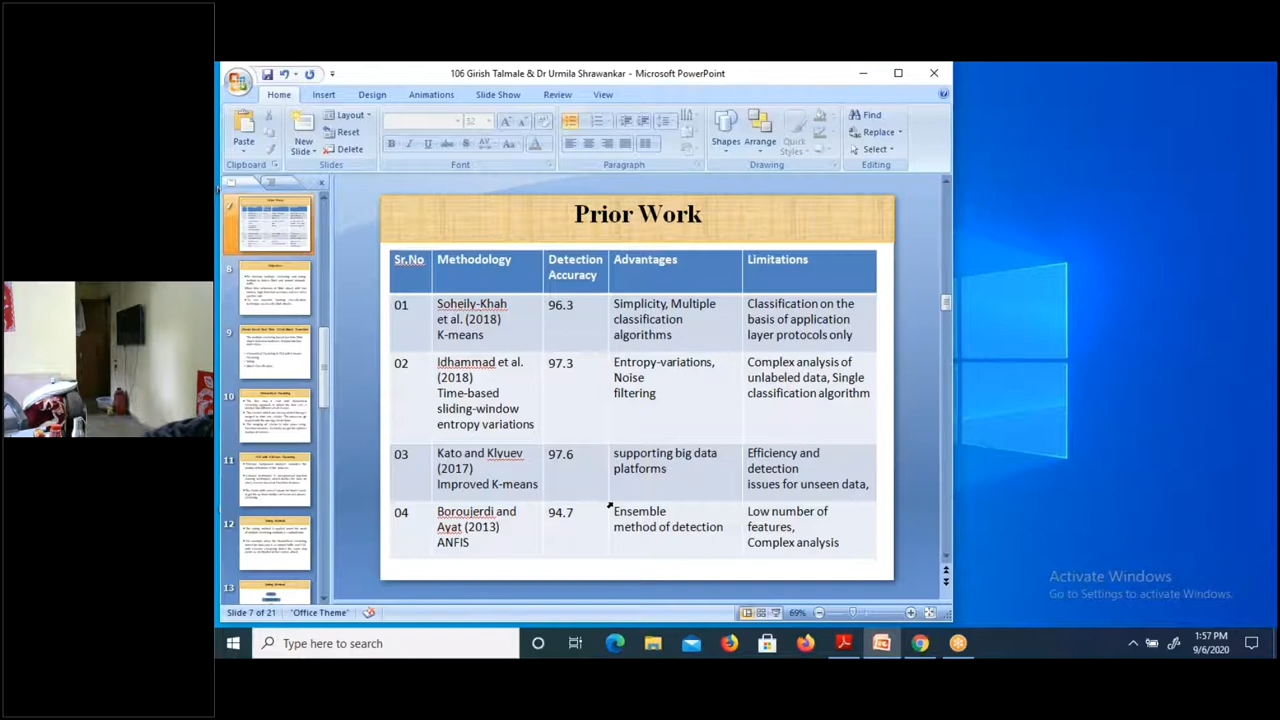 106 Girish Talmale & Dr Urmila Shrawankar - Microsoft PowerPoint
Home Insert Design Animations Slide Show Review View
Paste
New
Slide
Layout
Reset
Delete
32
Shapes
Arrange
Quick
Styles
Find
Replace
Select
Clipboard Slides Font Paragraph Drawing Editing
8
9
10
11
12
13
Prior Work
Sr.No Methodology Detection Accuracy Advantages Limitations
01 Soheily-Khah et al. (2018) K-means 96.3 Simplicity, Multiple classification algorithms Classification on the basis of application layer protocols only
02 et al. (2018) Time-based entropy variations 97.3 Entropy-variations, Noise filtering Complex analysis of unlabeled data, Single classification algorithm
03 Kato and Klyuev Improved 97.6 supporting big data platforms Efficiency and detection issues for unseen data,
04 Boroujerdi and Ayat (2013) ANFIS 94.7 Ensemble method of detection Low number of features, Complex analysis
Activate Windows
Go to Settings to activate Windows.
Slide 7 of 21 "Office Theme" 69%
Type here to search
1:57 PM
9/6/2020